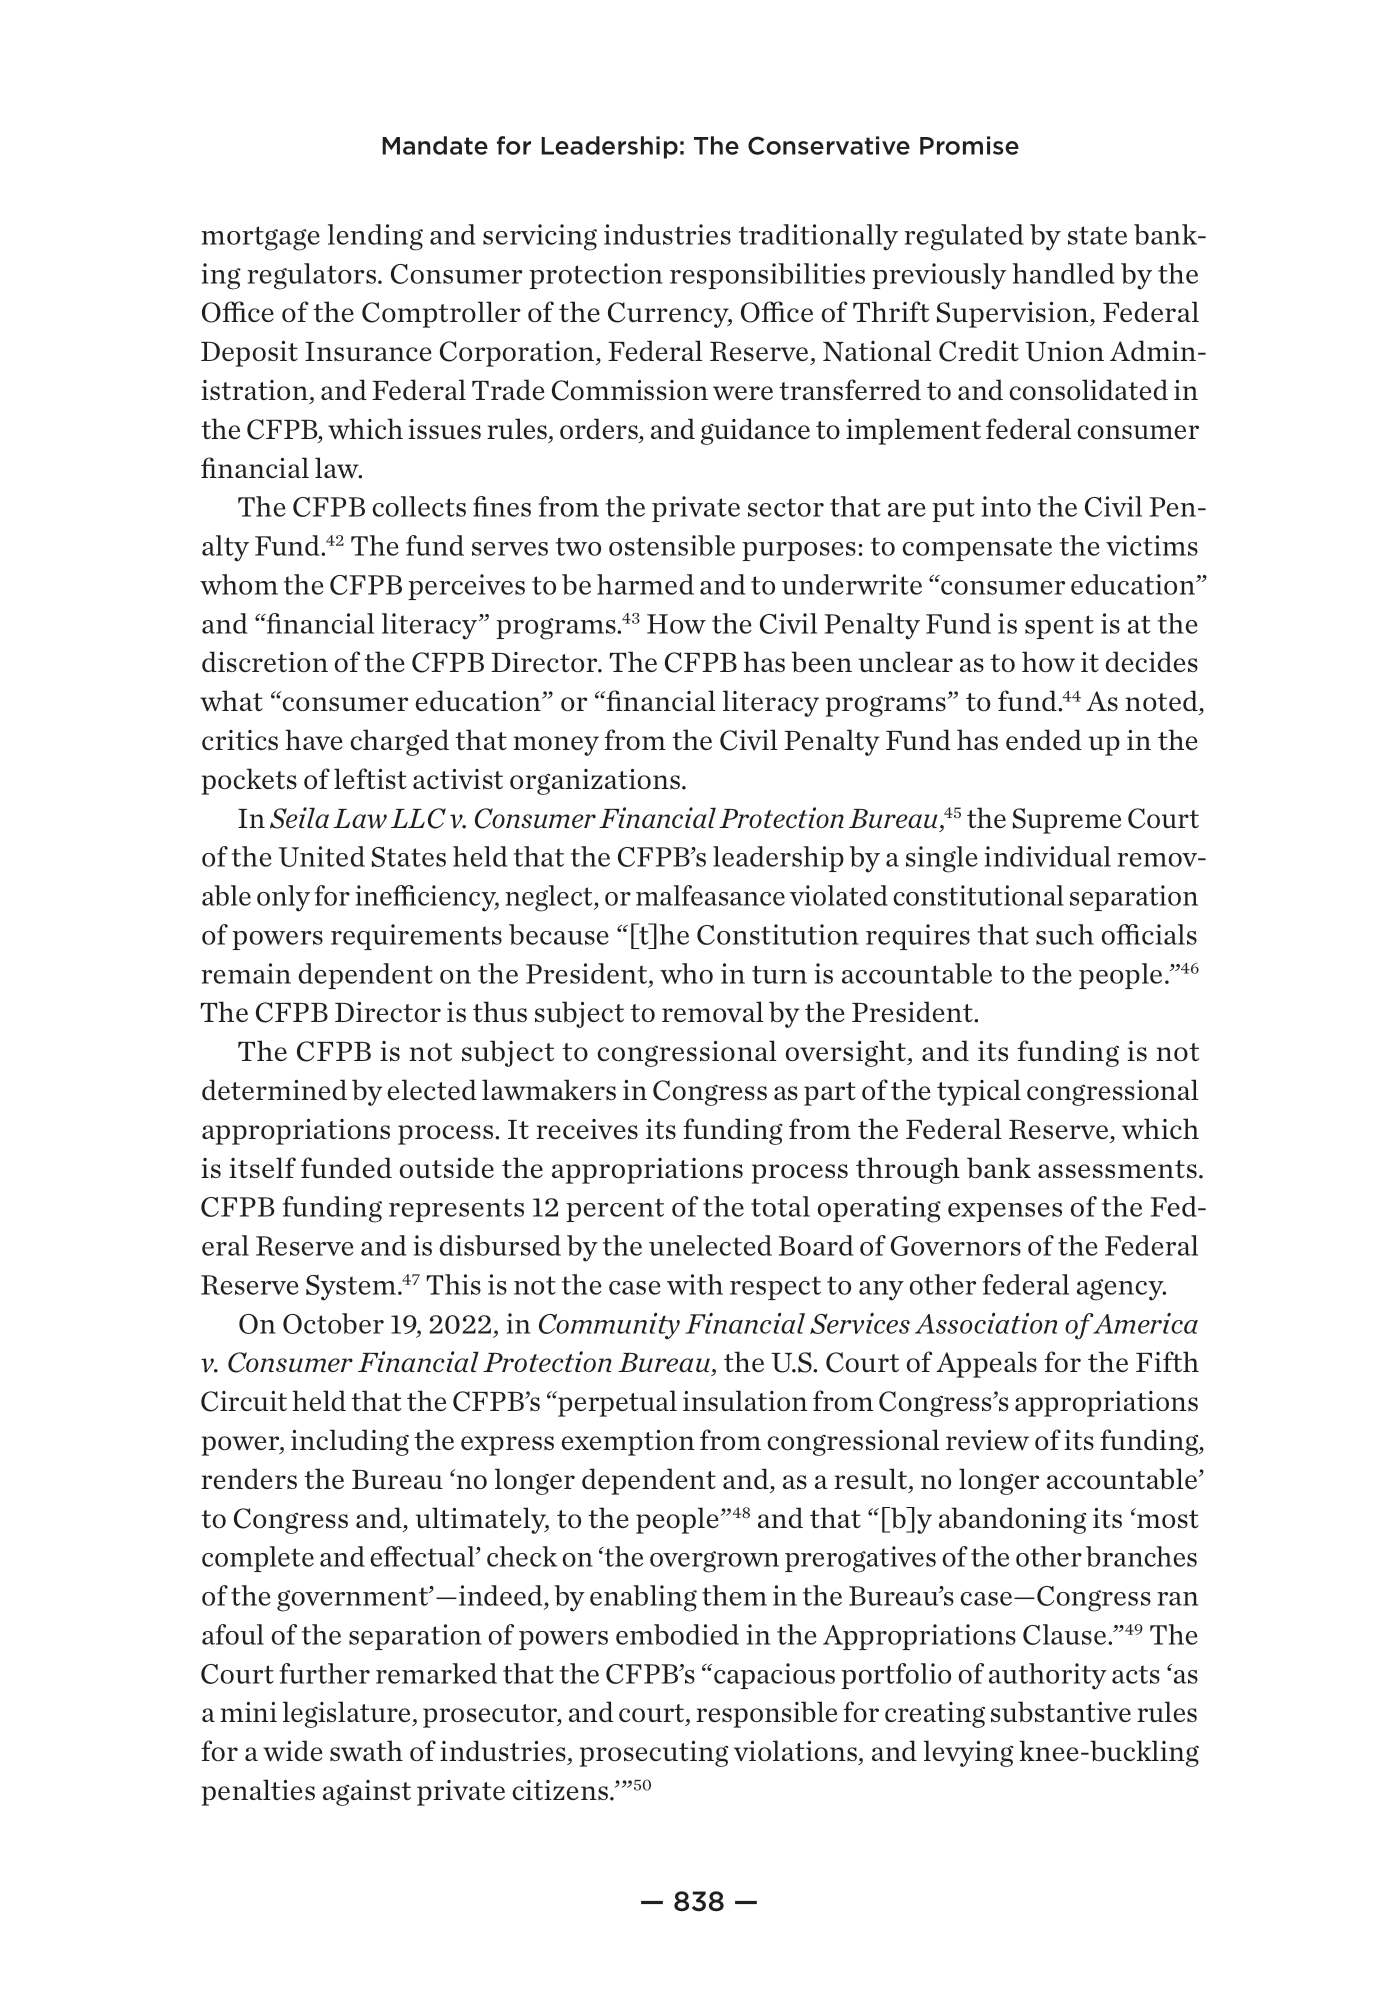 Mandate for Leadership: The Conservative Promise
mortgage lending and servicing industries traditionally regulated by state bank-
ing regulators. Consumer protection responsibilities previously handled by the
Office of the Comptroller of the Currency, Office of Thrift Supervision, Federal
Deposit Insurance Corporation, Federal Reserve, National Credit Union Admin-
istration, and Federal Trade Commission were transferred to and consolidated in
the CFPB, which issues rules, orders, and guidance to implement federal consumer
financial law.
The CFPB collects fines from the private sector that are put into the Civil Pen-
alty Fund.42 The fund serves two ostensible purposes: to compensate the victims
whom the CFPB perceives to be harmed and to underwrite “consumer education”
and “financial literacy” programs.43 How the Civil Penalty Fund is spent is at the
discretion of the CFPB Director. The CFPB has been unclear as to how it decides
what “consumer education” or “financial literacy programs” to fund.44 As noted,
critics have charged that money from the Civil Penalty Fund has ended up in the
pockets of leftist activist organizations.
In Seila Law LLC v. Consumer Financial Protection Bureau,45 the Supreme Court
of the United States held that the CFPB’s leadership by a single individual remov-
able only for inefficiency, neglect, or malfeasance violated constitutional separation
of powers requirements because “[t]he Constitution requires that such officials
remain dependent on the President, who in turn is accountable to the people.”46
The CFPB Director is thus subject to removal by the President.
The CFPB is not subject to congressional oversight, and its funding is not
determined by elected lawmakers in Congress as part of the typical congressional
appropriations process. It receives its funding from the Federal Reserve, which
is itself funded outside the appropriations process through bank assessments.
CFPB funding represents 12 percent of the total operating expenses of the Fed-
eral Reserve and is disbursed by the unelected Board of Governors of the Federal
Reserve System.47 This is not the case with respect to any other federal agency.
On October 19, 2022, in Community Financial Services Association of America
v. Consumer Financial Protection Bureau, the U.S. Court of Appeals for the Fifth
Circuit held that the CFPB’s “perpetual insulation from Congress’s appropriations
power, including the express exemption from congressional review of its funding,
renders the Bureau ‘no longer dependent and, as a result, no longer accountable’
to Congress and, ultimately, to the people”48 and that “[b]y abandoning its ‘most
complete and effectual’ check on ‘the overgrown prerogatives of the other branches
of the government’—indeed, by enabling them in the Bureau’s case—Congress ran
afoul of the separation of powers embodied in the Appropriations Clause.”49 The
Court further remarked that the CFPB’s “capacious portfolio of authority acts ‘as
a mini legislature, prosecutor, and court, responsible for creating substantive rules
for a wide swath of industries, prosecuting violations, and levying knee-buckling
penalties against private citizens.’”50
— 838 —